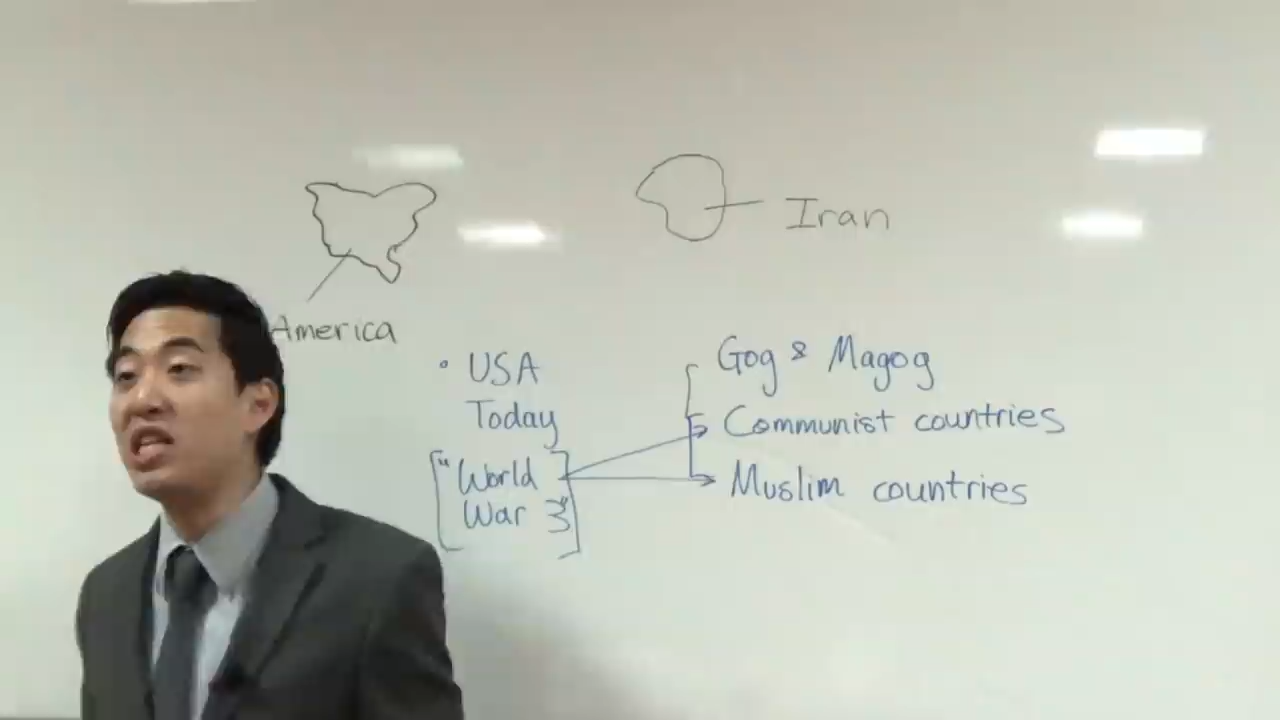 Iran
America
• USA
Today
["World
War 3"]
Gog & Magog
Communist countries
Muslim countries